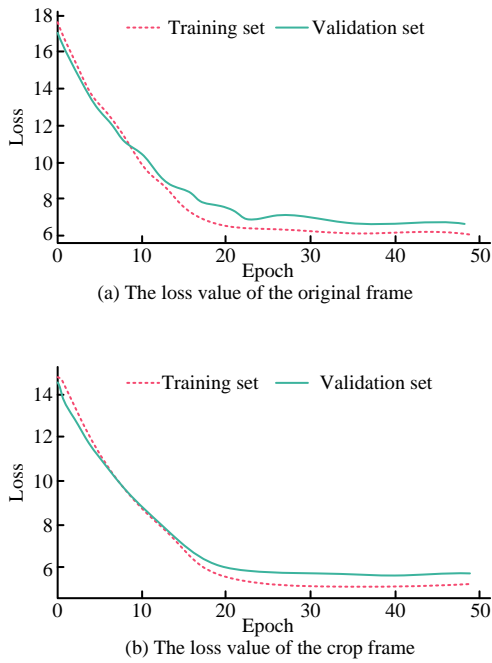 18
Training set
Validation set
16
14
12
Loss
10
8
6
0
10
20
30
40
50
Epoch
(a) The loss value of the original frame
14
Training set
Validation set
12
10
Loss
8
6
0
10
20
30
40
50
Epoch
(b) The loss value of the crop frame